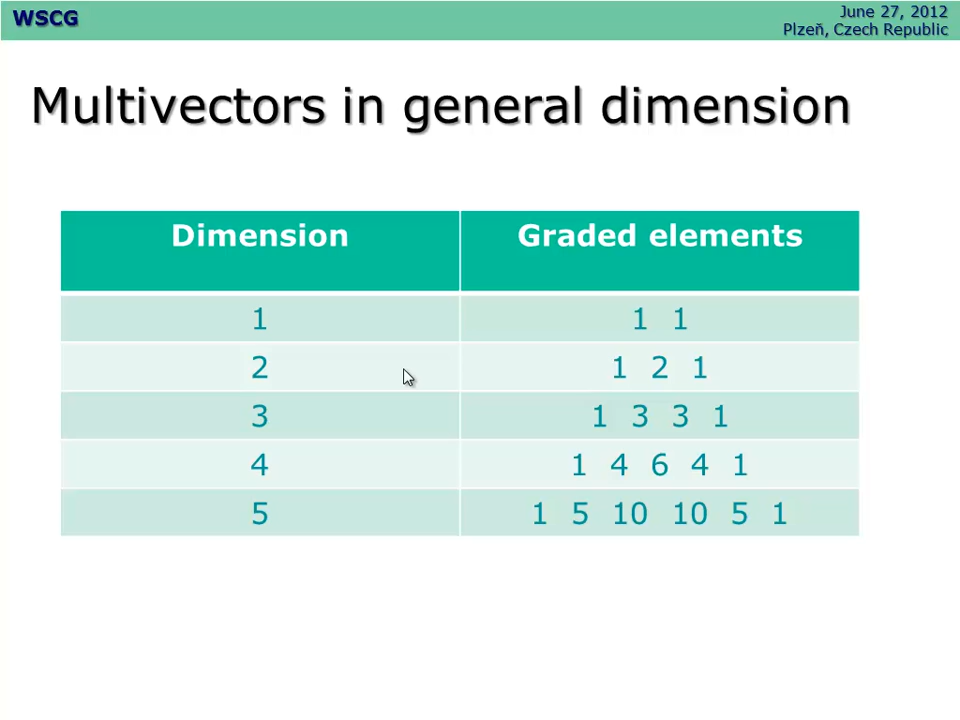 WSCG
June 27, 2012
Plzeň, Czech Republic
Multivectors in general dimension
Dimension Graded elements
1 1 1
2 1 2 1
3 1 3 3 1
4 1 4 6 4 1
5 1 5 10 10 5 1